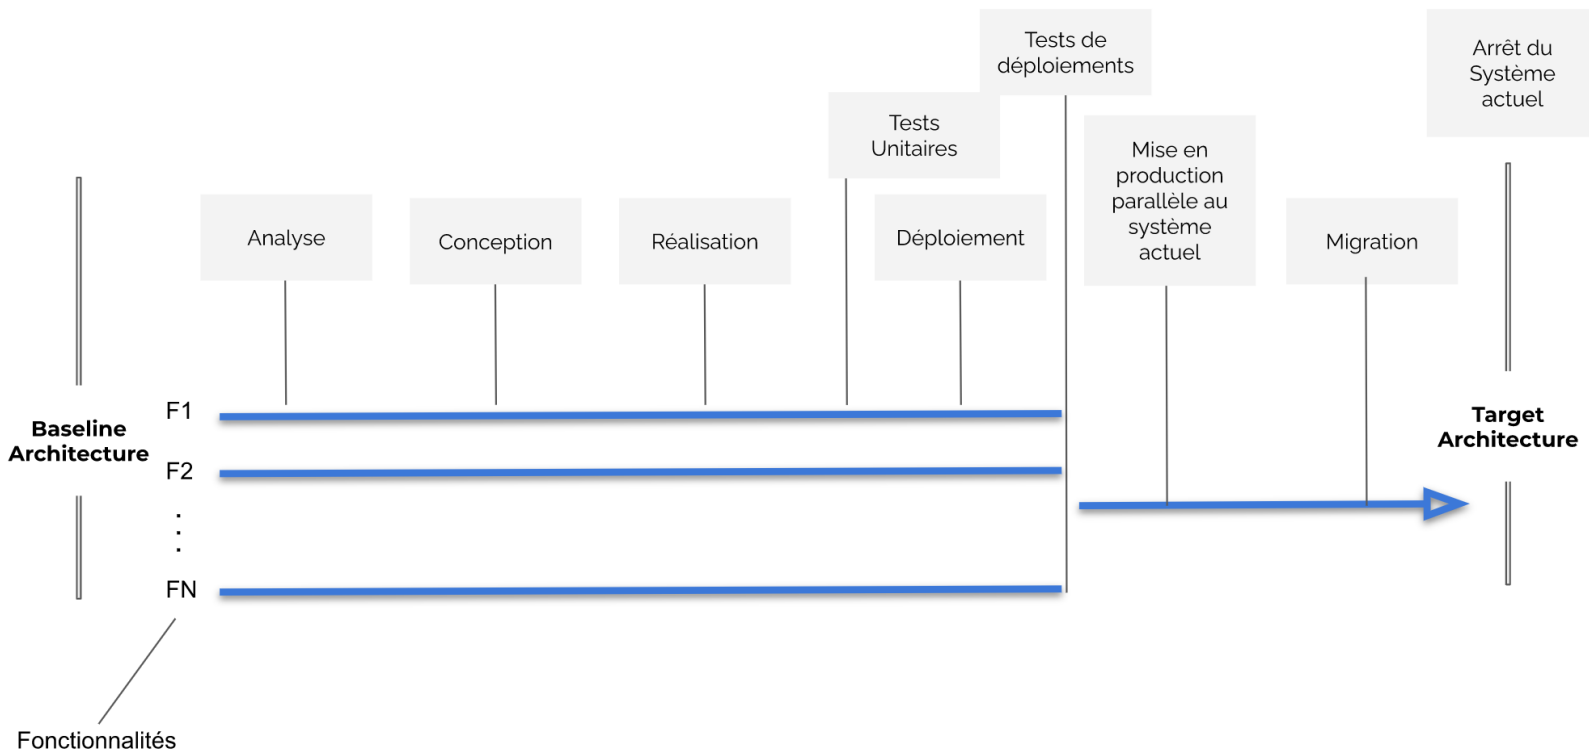 Tests de
déploiements
Arrêt du
Système
actuel
Tests
Unitaires
Mise en
production
parallèle au
système
actuel
Analyse
Conception
Réalisation
Déploiement
Migration
Baseline
Architecture
F1
F2
FN
Target
Architecture
Fonctionnalités